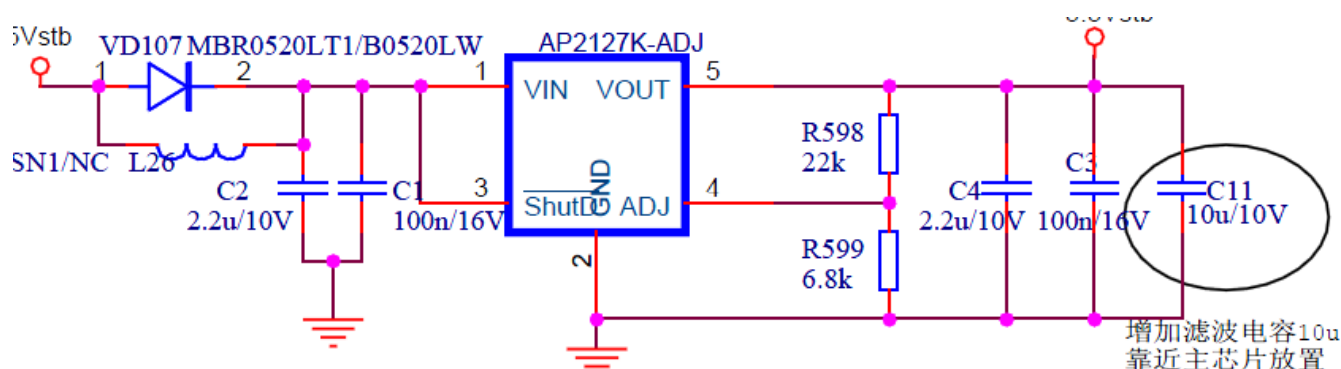 5Vstb
VD107 MBR0520LT1/B0520LW
AP2127K-ADJ
1
2
1
VIN
VOUT
5
SN1/NC
L26
C2
2.2u/10V
C1
100n/16V
3
ShutD
GND
ADJ
4
2
R598
22k
R599
6.8k
C4
2.2u/10V
C3
100n/16V
C11
10u/10V
增加滤波电容10u
靠近主芯片放置